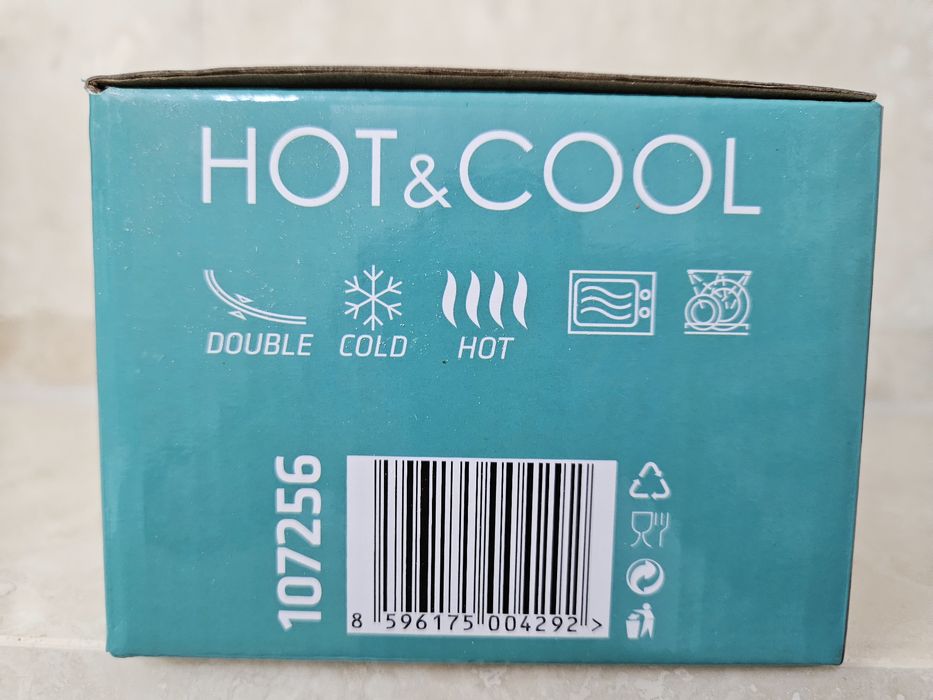 HOT&COOL
DOUBLE COLD HOT
107256
8 596175 004292 >